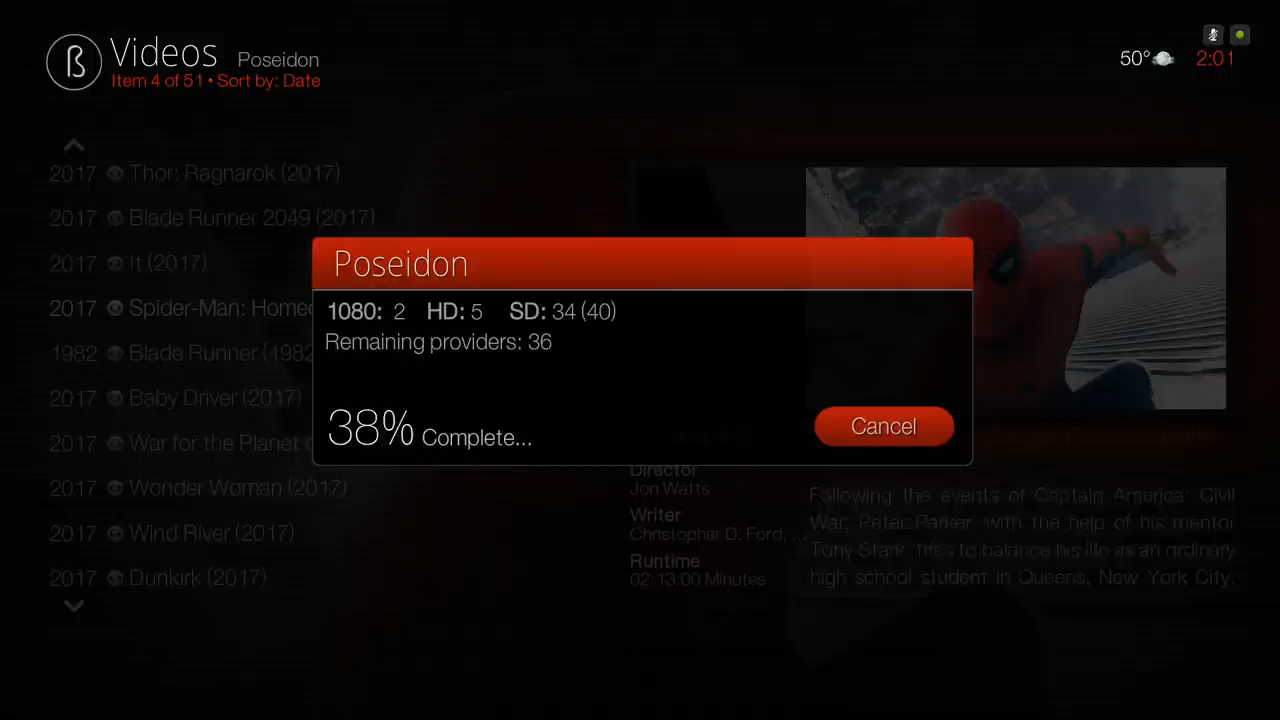 ß Videos Poseidon
Item 4 of 51 • Sort by: Date
50° 2:01
2017 Thor: Ragnarok (2017)
2017 Blade Runner 2049 (2017)
2017 It (2017)
2017 Spider-Man: Homec
1982 Blade Runner (1982
2017 Baby Driver (2017)
2017 War for the Planet o
2017 Wonder Woman (2017)
2017 Wind River (2017)
2017 Dunkirk (2017)
Poseidon
1080: 2 HD: 5 SD: 34 (40)
Remaining providers: 36
38% Complete...
Cancel
Director
Jon Watts
Writer
Christopher D. Ford, ...
Runtime
02:13:00 Minutes
Following the events of Captain America: Civil
War, Peter Parker, with the help of his mentor
Tony Stark, tries to balance his life as an ordinary
high school student in Queens, New York City,